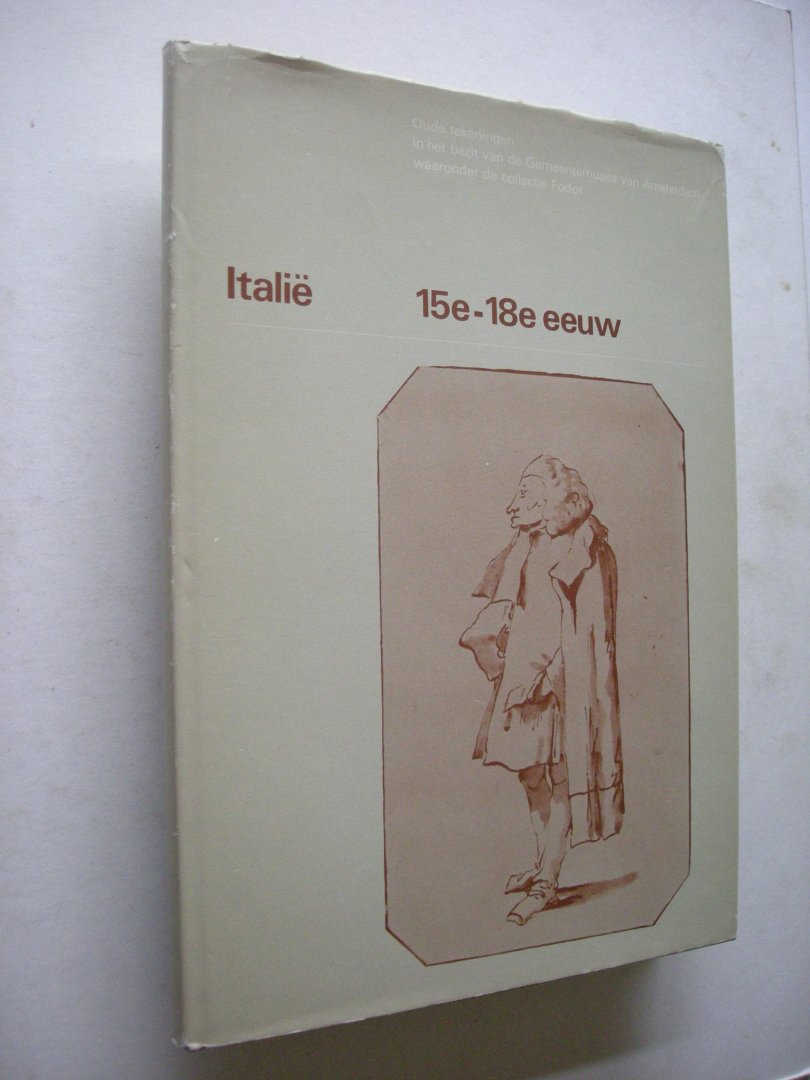 Oude tekeningen
in het bezit van de Gemeentemusea van Amsterdam
waaronder de collectie Fodor
Italië 15e-18e eeuw